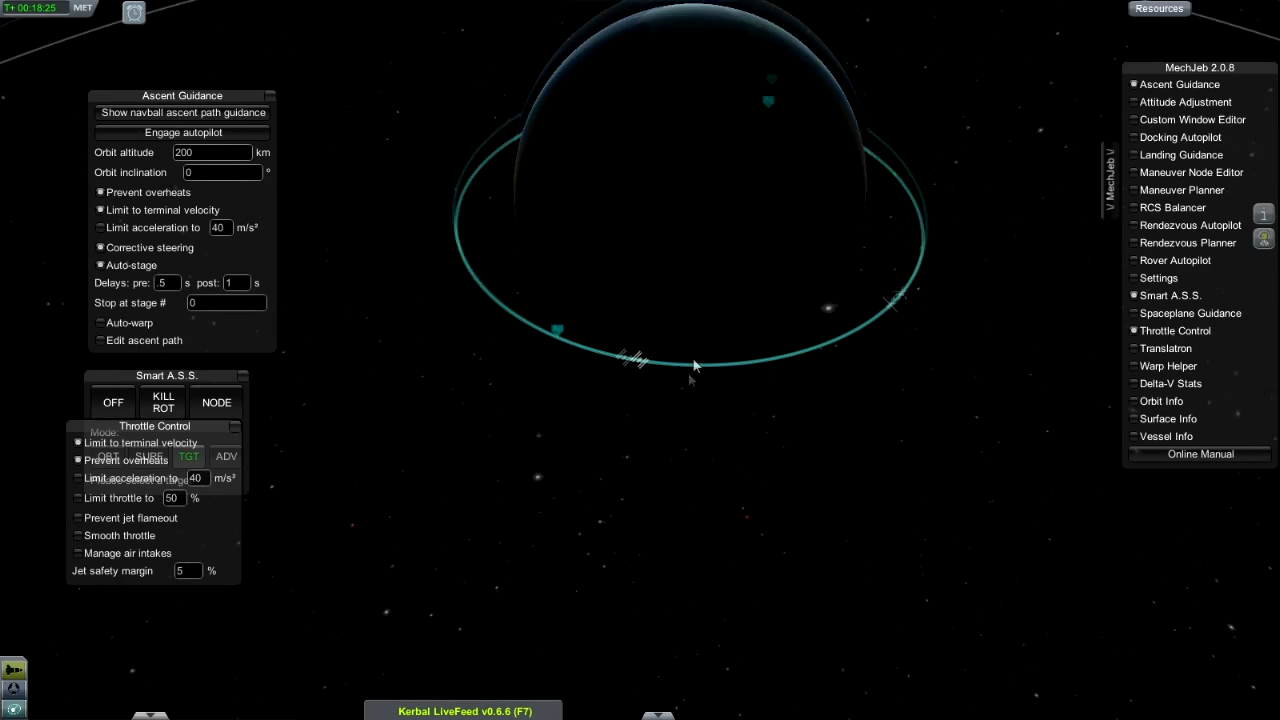 T+ 00:18:25 MET
Resources
Ascent Guidance
Show navball ascent path guidance
Engage autopilot
Orbit altitude 200 km
Orbit inclination 0 °
Prevent overheats
Limit to terminal velocity
Limit acceleration to 40 m/s²
Corrective steering
Auto-stage
Delays: pre: .5 s post: 1 s
Stop at stage # 0
Auto-warp
Edit ascent path
Smart A.S.S.
OFF
KILL ROT
NODE
Mode:
OBT SURF TGT ADV
Throttle Control
Limit to terminal velocity
Prevent overheats
Limit acceleration to 40 m/s²
Limit throttle to 50 %
Prevent jet flameout
Smooth throttle
Manage air intakes
Jet safety margin 5 %
MechJeb 2.0.8
Ascent Guidance
Attitude Adjustment
Custom Window Editor
Docking Autopilot
Landing Guidance
Maneuver Node Editor
Maneuver Planner
RCS Balancer
Rendezvous Autopilot
Rendezvous Planner
Rover Autopilot
Settings
Smart A.S.S.
Spaceplane Guidance
Throttle Control
Translatron
Warp Helper
Delta-V Stats
Orbit Info
Surface Info
Vessel Info
Online Manual
V MechJeb V
Kerbal LiveFeed v0.6.6 (F7)